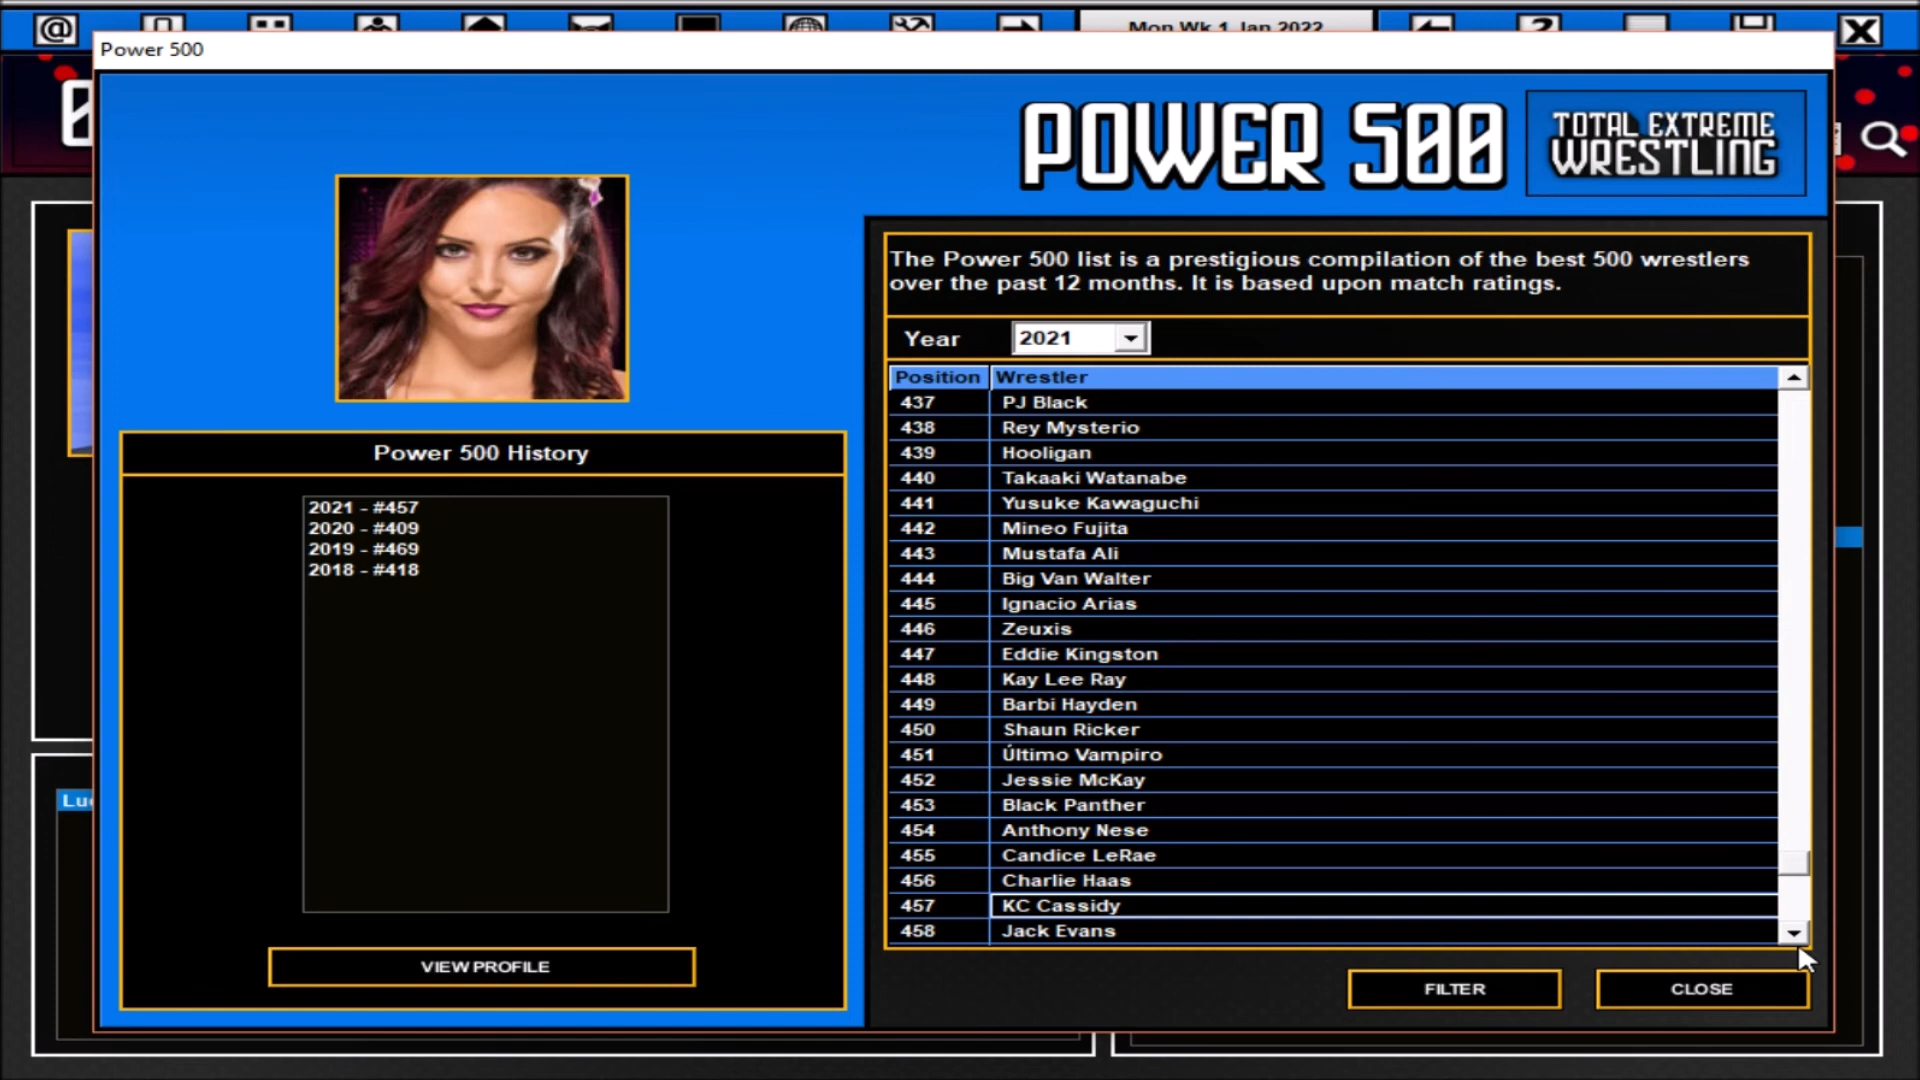 Mon Wk 1 Jan 2022
Power 500
POWER 500
TOTAL EXTREME
WRESTLING
The Power 500 list is a prestigious compilation of the best 500 wrestlers
over the past 12 months. It is based upon match ratings.
Year 2021
Position Wrestler
437 PJ Black
438 Rey Mysterio
439 Hooligan
440 Takaaki Watanabe
441 Yusuke Kawaguchi
442 Mineo Fujita
443 Mustafa Ali
444 Big Van Walter
445 Ignacio Arias
446 Zeuxis
447 Eddie Kingston
448 Kay Lee Ray
449 Barbi Hayden
450 Shaun Ricker
451 Último Vampiro
452 Jessie McKay
453 Black Panther
454 Anthony Nese
455 Candice LeRae
456 Charlie Haas
457 KC Cassidy
458 Jack Evans
Power 500 History
2021 - #457
2020 - #409
2019 - #469
2018 - #418
VIEW PROFILE
FILTER
CLOSE